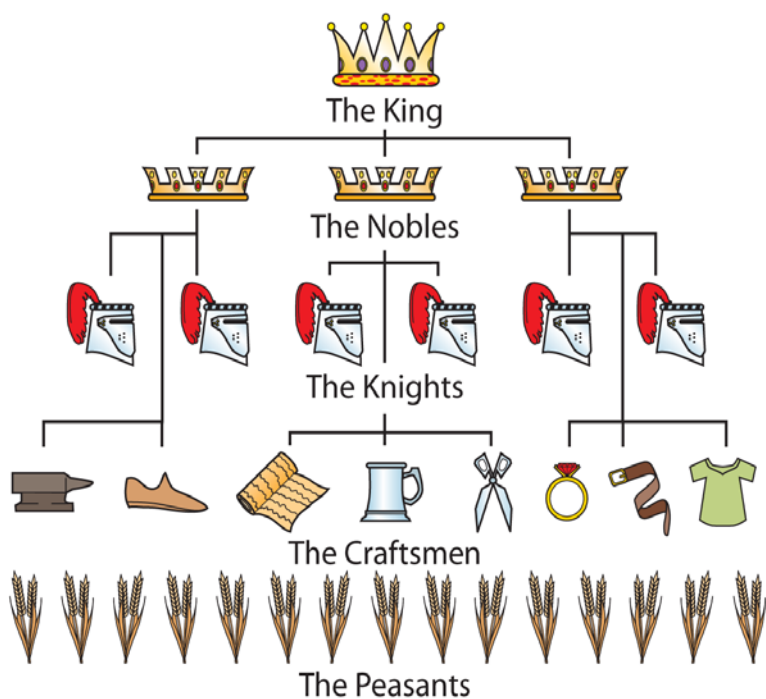 The King
The Nobles
The Knights
The Craftsmen
The Peasants